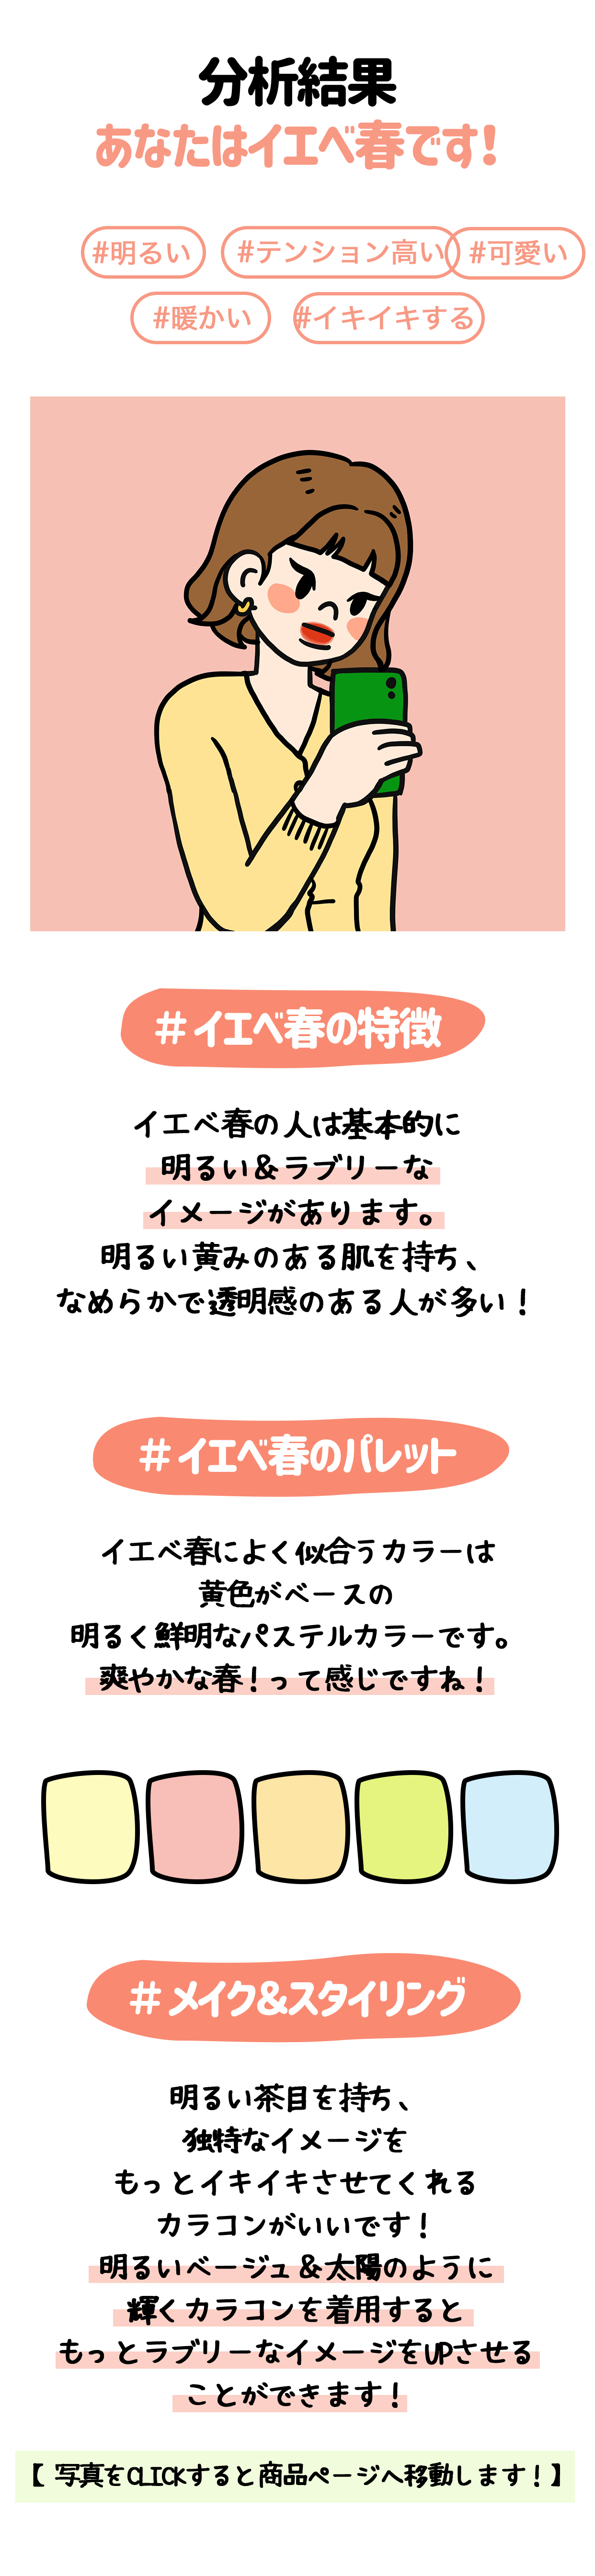 分析結果
あなたはイエベ春です!
#明るい #テンション高い #可愛い
#暖かい #イキイキする
# イエベ春の特徴
イエベ春の人は基本的に
明るい&ラブリーな
イメージがあります。
明るい黄みのある肌を持ち、
なめらかで透明感のある人が多い!
# イエベ春のパレット
イエベ春によく似合うカラーは
黄色がベースの
明るく鮮明なパステルカラーです。
爽やかな春!って感じですね!
# メイク&スタイリング
明るい茶目を持ち、
独特なイメージを
もっとイキイキさせてくれる
カラコンがいいです!
明るいベージュ&太陽のように
輝くカラコンを着用すると
もっとラブリーなイメージをUPさせる
ことができます!
【 写真をCLICKすると商品ページへ移動します!】